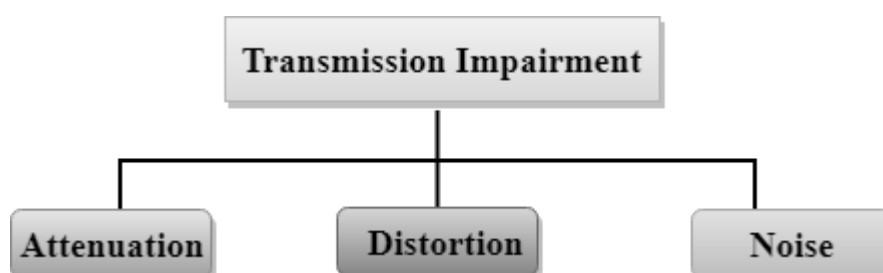 Transmission Impairment
Attenuation
Distortion
Noise